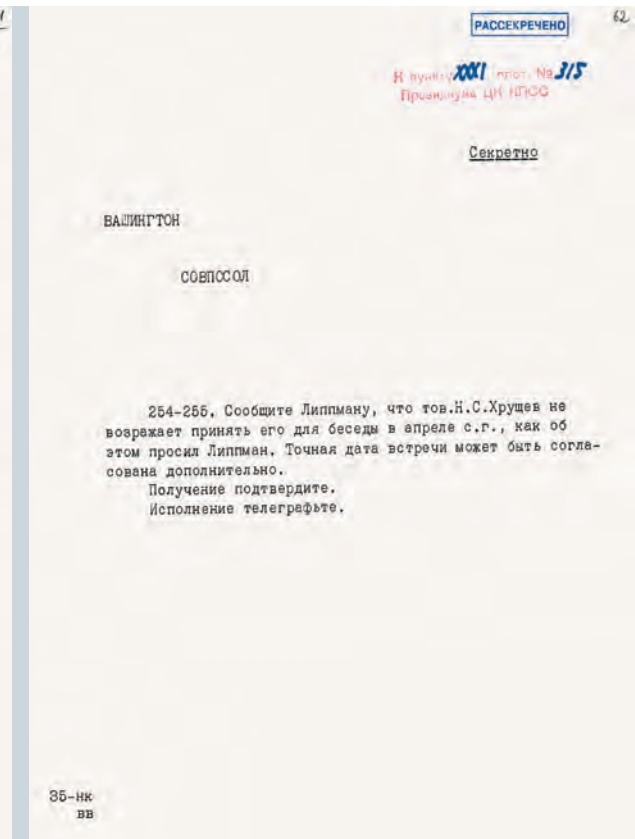 РАССЕКРЕЧЕНО
62
К пункту XXXI прот. № 315
Президиума ЦК КПСС
Секретно
ВАШИНГТОН
СОВПОСОЛ
254-255. Сообщите Липпману, что тов.Н.С.Хрущев не
возражает принять его для беседы в апреле с.г., как об
этом просил Липпман. Точная дата встречи может быть согла-
сована дополнительно.
Получение подтвердите.
Исполнение телеграфьте.
35-нк
вв